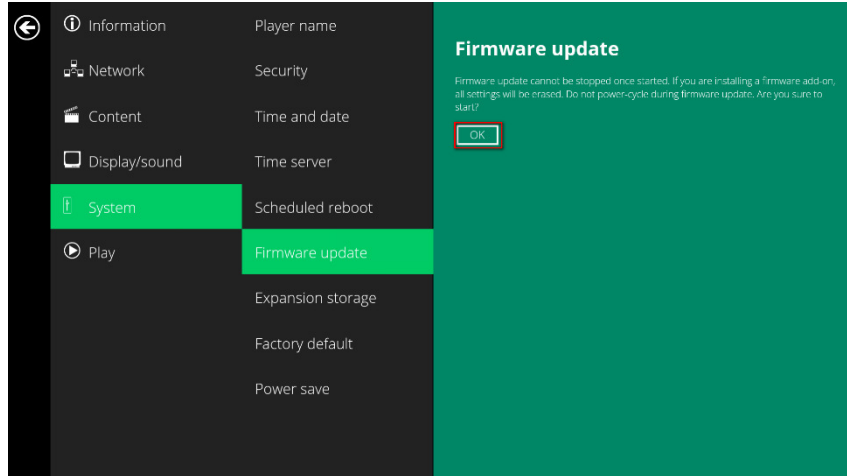 Information
Network
Content
Display/sound
System
Play
Player name
Security
Time and date
Time server
Scheduled reboot
Firmware update
Expansion storage
Factory default
Power save
Firmware update
Firmware update cannot be stopped once started. If you are installing a firmware add-on,
all settings will be erased. Do not power-cycle during firmware update. Are you sure to
start?
OK